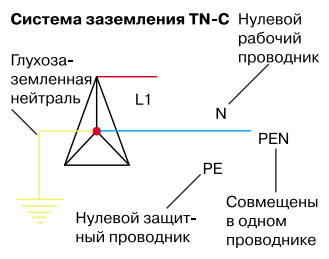 Система заземления TN-C
Нулевой
рабочий
проводник
Глухоза-
земленная
нейтраль
L1
N
PEN
PE
Нулевой защит-
ный проводник
Совмещены
в одном
проводнике